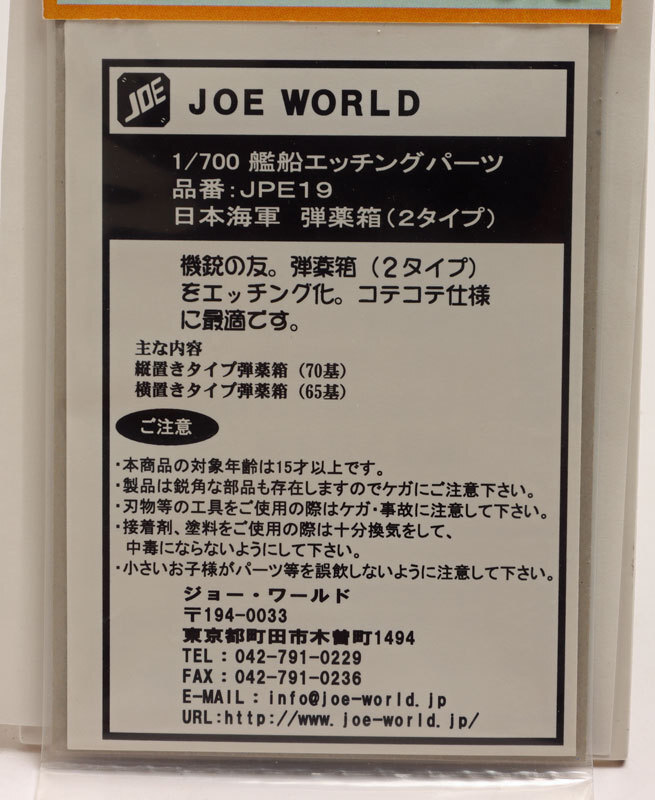 JOE JOE WORLD
1/700 艦船エッチングパーツ
品番:JPE19
日本海軍 弾薬箱(2タイプ)
機銃の友。弾薬箱(2タイプ)
をエッチング化。コテコテ仕様
に最適です。
主な内容
縦置きタイプ弾薬箱(70基)
横置きタイプ弾薬箱(65基)
ご注意
・本商品の対象年齢は15才以上です。
・製品は鋭角な部品も存在しますのでケガにご注意下さい。
・刃物等の工具をご使用の際はケガ・事故に注意して下さい。
・接着剤、塗料をご使用の際は十分換気をして、
中毒にならないようにして下さい。
・小さいお子様がパーツ等を誤飲しないように注意して下さい。
ジョー・ワールド
〒194-0033
東京都町田市木曽町1494
TEL : 042-791-0229
FAX : 042-791-0236
E-MAIL : info@joe-world.jp
URL:http://www.joe-world.jp/